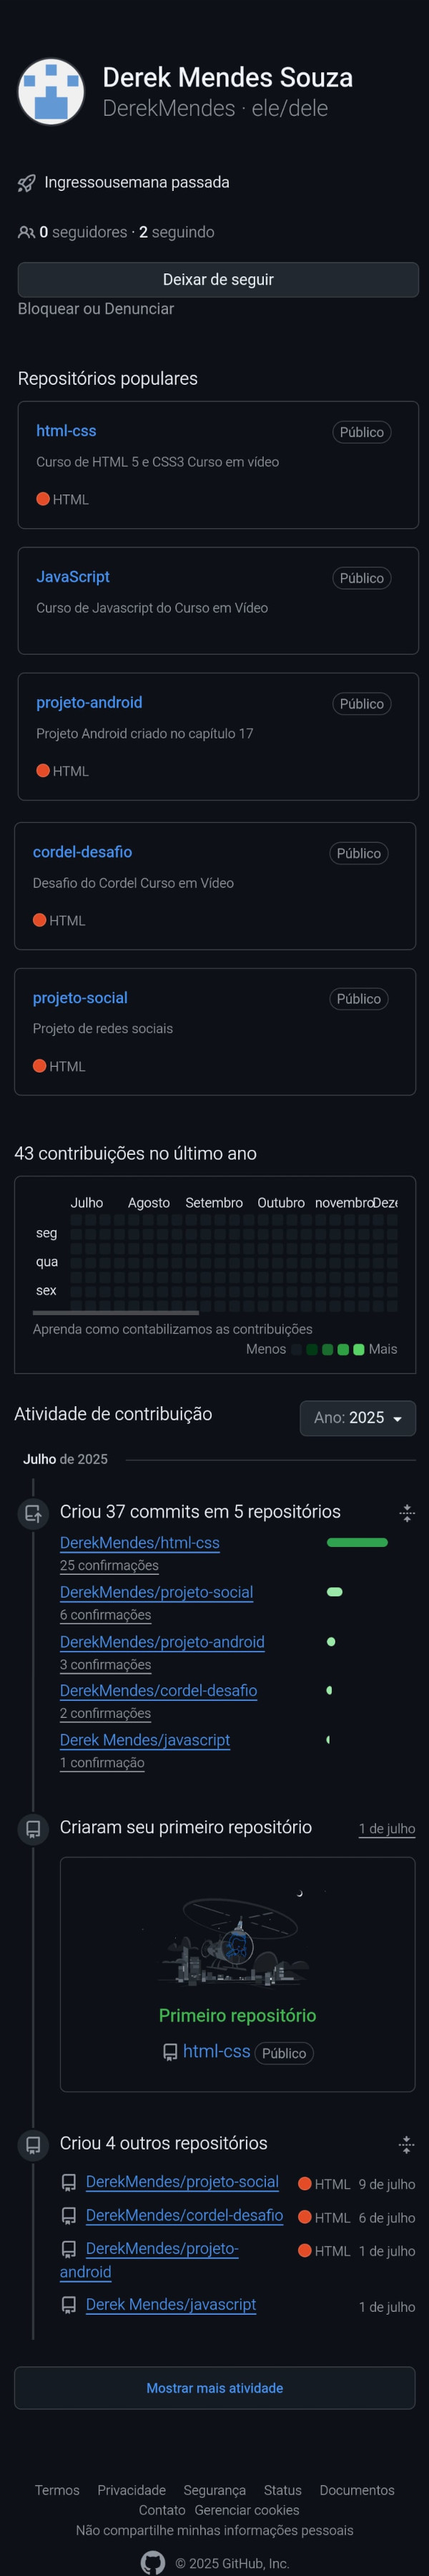 Derek Mendes Souza
DerekMendes · ele/dele
Ingressousemana passada
0 seguidores · 2 seguindo
Deixar de seguir
Bloquear ou Denunciar
Repositórios populares
html-css Público
Curso de HTML 5 e CSS3 Curso em vídeo
HTML
JavaScript Público
Curso de Javascript do Curso em Vídeo
projeto-android Público
Projeto Android criado no capítulo 17
HTML
cordel-desafio Público
Desafio do Cordel Curso em Vídeo
HTML
projeto-social Público
Projeto de redes sociais
HTML
43 contribuições no último ano
Julho Agosto Setembro Outubro novembroDeze
seg
qua
sex
Aprenda como contabilizamos as contribuições
Menos Mais
Atividade de contribuição Ano: 2025
Julho de 2025
Criou 37 commits em 5 repositórios
DerekMendes/html-css
25 confirmações
DerekMendes/projeto-social
6 confirmações
DerekMendes/projeto-android
3 confirmações
DerekMendes/cordel-desafio
2 confirmações
Derek Mendes/javascript
1 confirmação
Criaram seu primeiro repositório 1 de julho
Primeiro repositório
html-css Público
Criou 4 outros repositórios
DerekMendes/projeto-social HTML 9 de julho
DerekMendes/cordel-desafio HTML 6 de julho
DerekMendes/projeto- HTML 1 de julho
android
Derek Mendes/javascript 1 de julho
Mostrar mais atividade
Termos Privacidade Segurança Status Documentos
Contato Gerenciar cookies
Não compartilhe minhas informações pessoais
© 2025 GitHub, Inc.